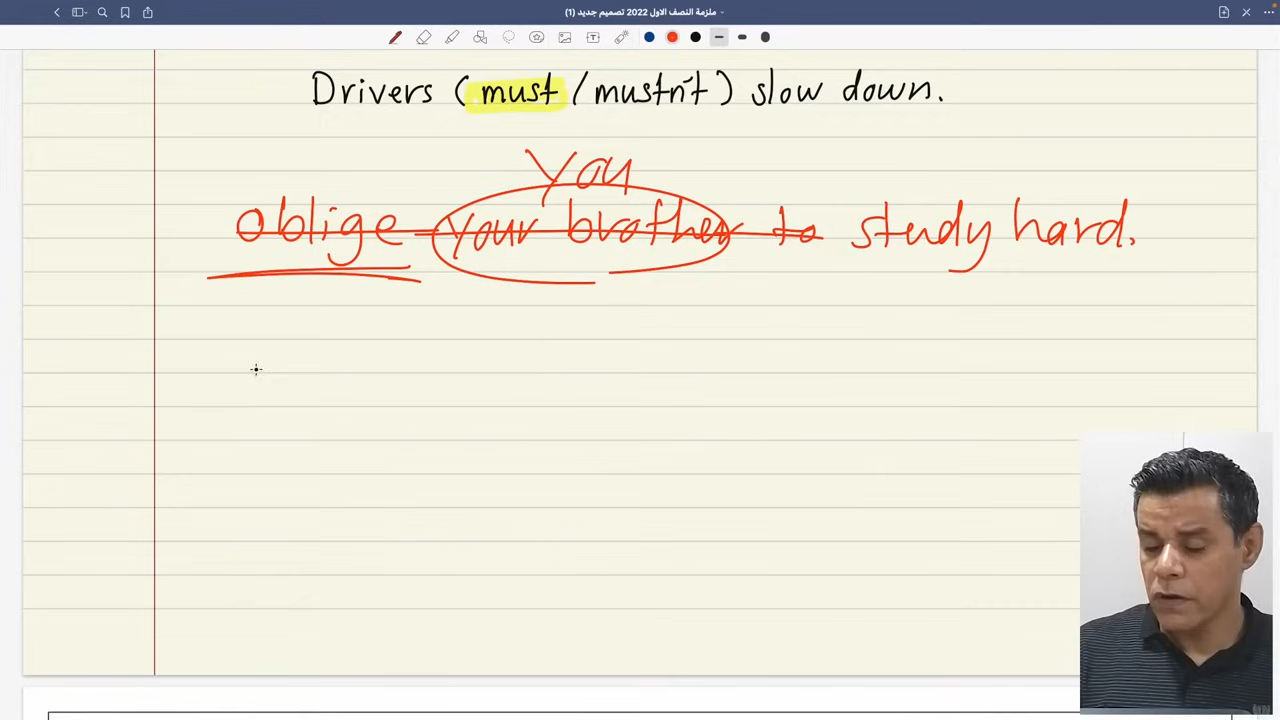 ملزمة النصف الاول 2022 تصميم جديد (1)
Drivers (must / mustn't) slow down.
You
oblige your brother to study hard.